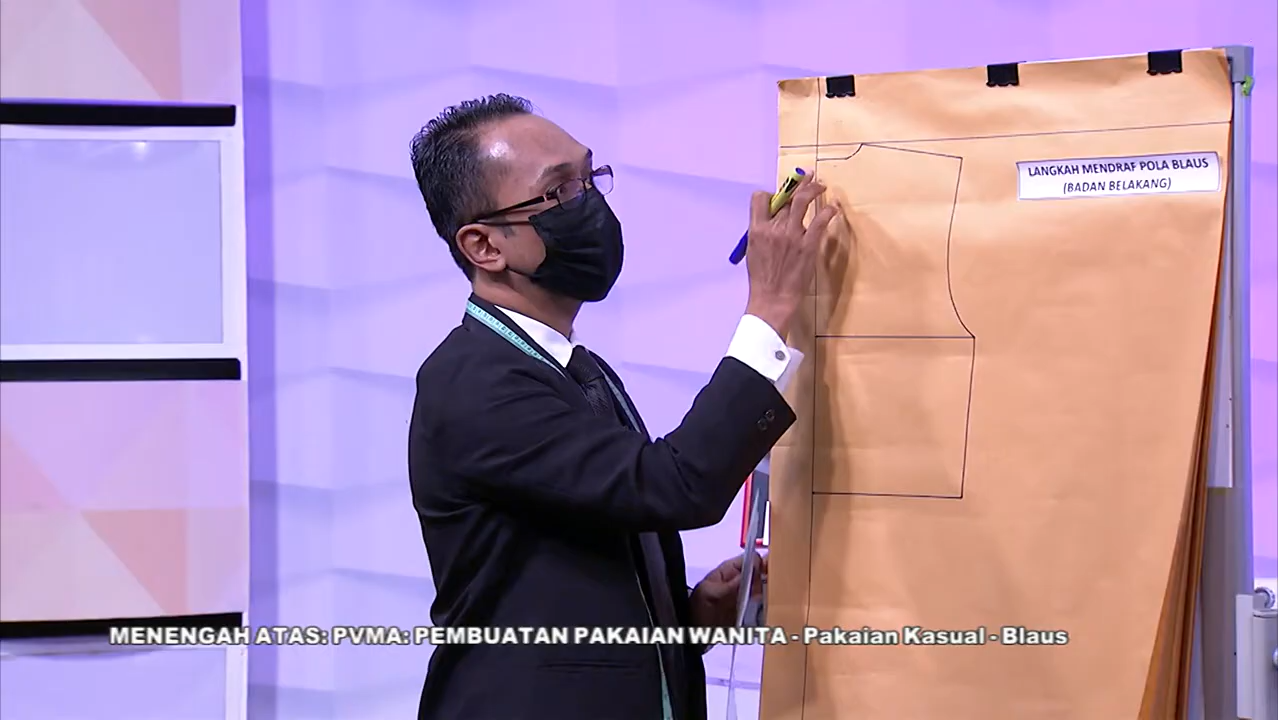 LANGKAH MENDRAF POLA BLAUS
(BADAN BELAKANG)
MENENGAH ATAS: PVMA: PEMBUATAN PAKAIAN WANITA - Pakaian Kasual - Blaus